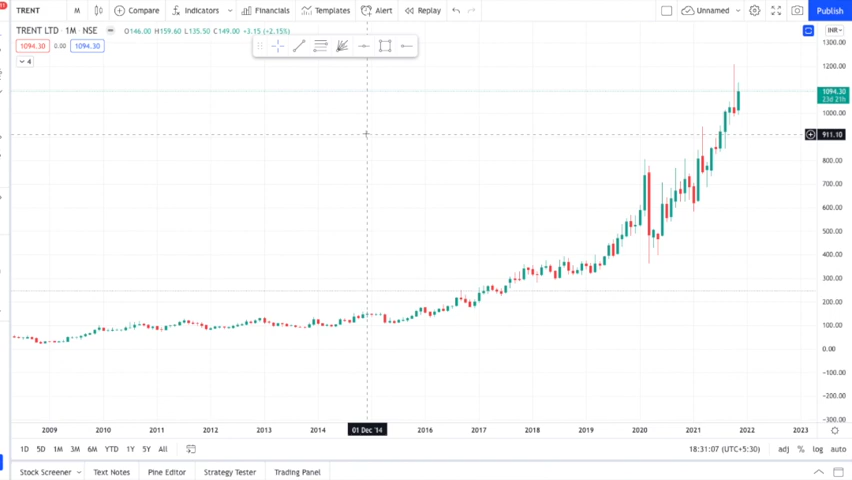 11
TRENT M Compare Indicators Financials Templates Alert Replay Unnamed Publish
TRENT LTD · 1M · NSE O146.00 H159.60 L135.50 C149.00 +3.15 (+2.15%) INR
1094.30 0.00 1094.30
4
1300.00
1200.00
1094.30
23d 21h
1000.00
911.10
800.00
700.00
600.00
500.00
400.00
300.00
200.00
100.00
0.00
-100.00
-200.00
-300.00
2009 2010 2011 2012 2013 2014 01 Dec '14 2016 2017 2018 2019 2020 2021 2022 2023
1D 5D 1M 3M 6M YTD 1Y 5Y All 18:31:07 (UTC+5:30) adj % log auto
Stock Screener Text Notes Pine Editor Strategy Tester Trading Panel